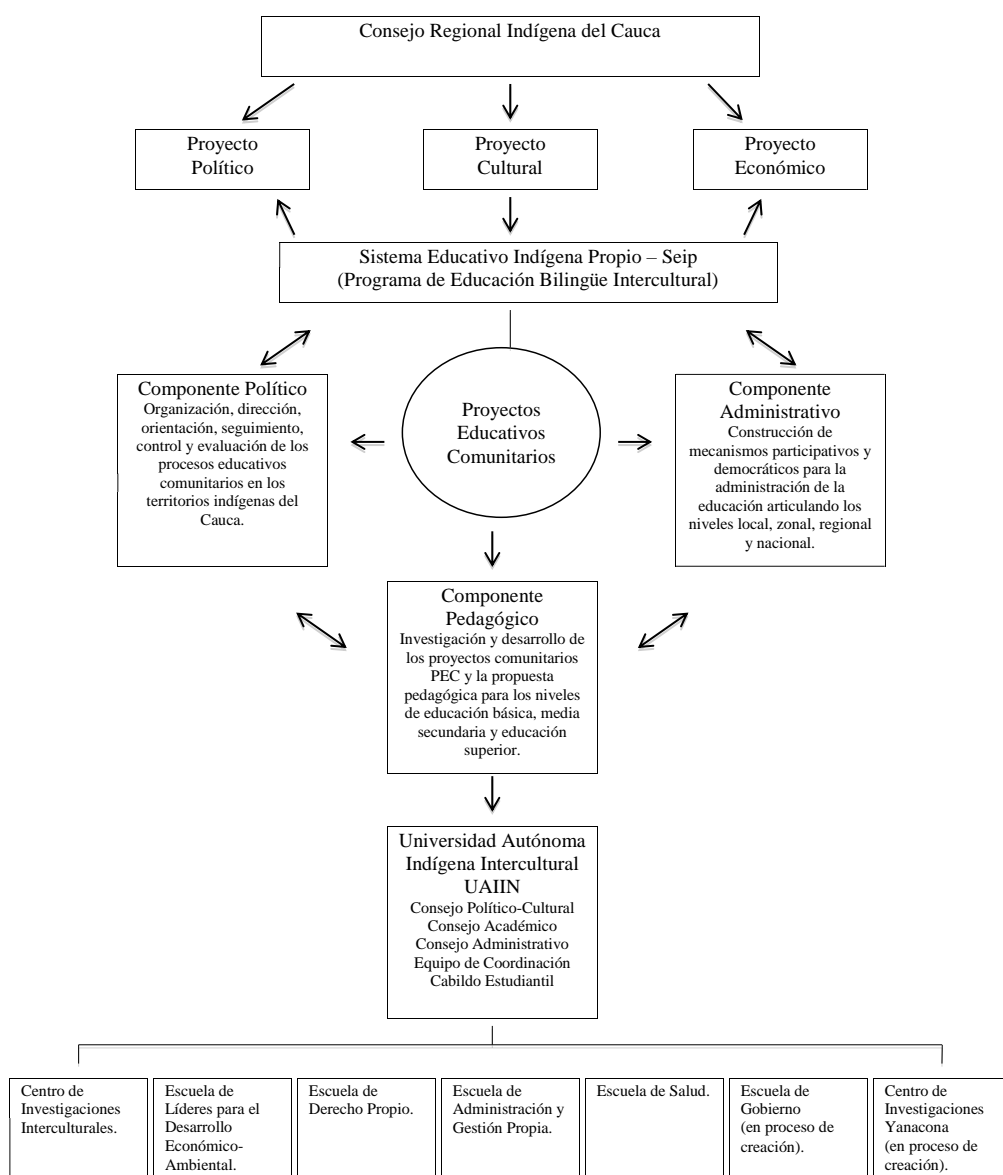 Consejo Regional Indígena del Cauca
Proyecto
Político
Proyecto
Cultural
Proyecto
Económico
Sistema Educativo Indígena Propio – Seip
(Programa de Educación Bilingüe Intercultural)
Componente Político
Organización, dirección,
orientación, seguimiento,
control y evaluación de los
procesos educativos
comunitarios en los
territorios indígenas del
Cauca.
Proyectos
Educativos
Comunitarios
Componente
Administrativo
Construcción de
mecanismos participativos y
democráticos para la
administración de la
educación articulando los
niveles local, zonal, regional
y nacional.
Componente
Pedagógico
Investigación y desarrollo de
los proyectos comunitarios
PEC y la propuesta
pedagógica para los niveles
de educación básica, media
secundaria y educación
superior.
Universidad Autónoma
Indígena Intercultural
UAIIN
Consejo Político-Cultural
Consejo Académico
Consejo Administrativo
Equipo de Coordinación
Cabildo Estudiantil
Centro de
Investigaciones
Interculturales.
Escuela de
Líderes para el
Desarrollo
Económico-
Ambiental.
Escuela de
Derecho Propio.
Escuela de
Administración y
Gestión Propia.
Escuela de Salud.
Escuela de
Gobierno
(en proceso de
creación).
Centro de
Investigaciones
Yanacona
(en proceso de
creación).